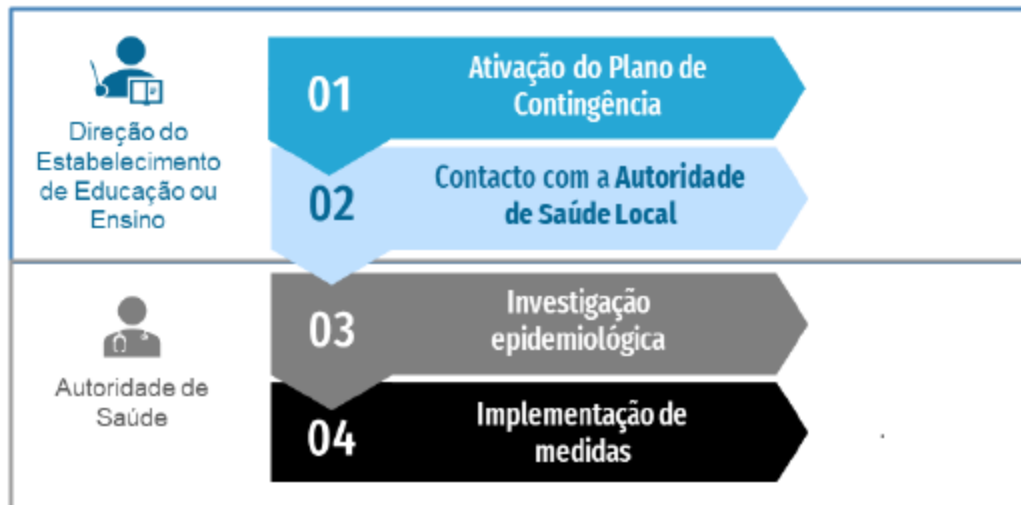 Direção do
Estabelecimento
de Educação ou
Ensino
01
Ativação do Plano de
Contingência
02
Contacto com a Autoridade
de Saúde Local
Autoridade de
Saúde
03
Investigação
epidemiológica
04
Implementação de
medidas